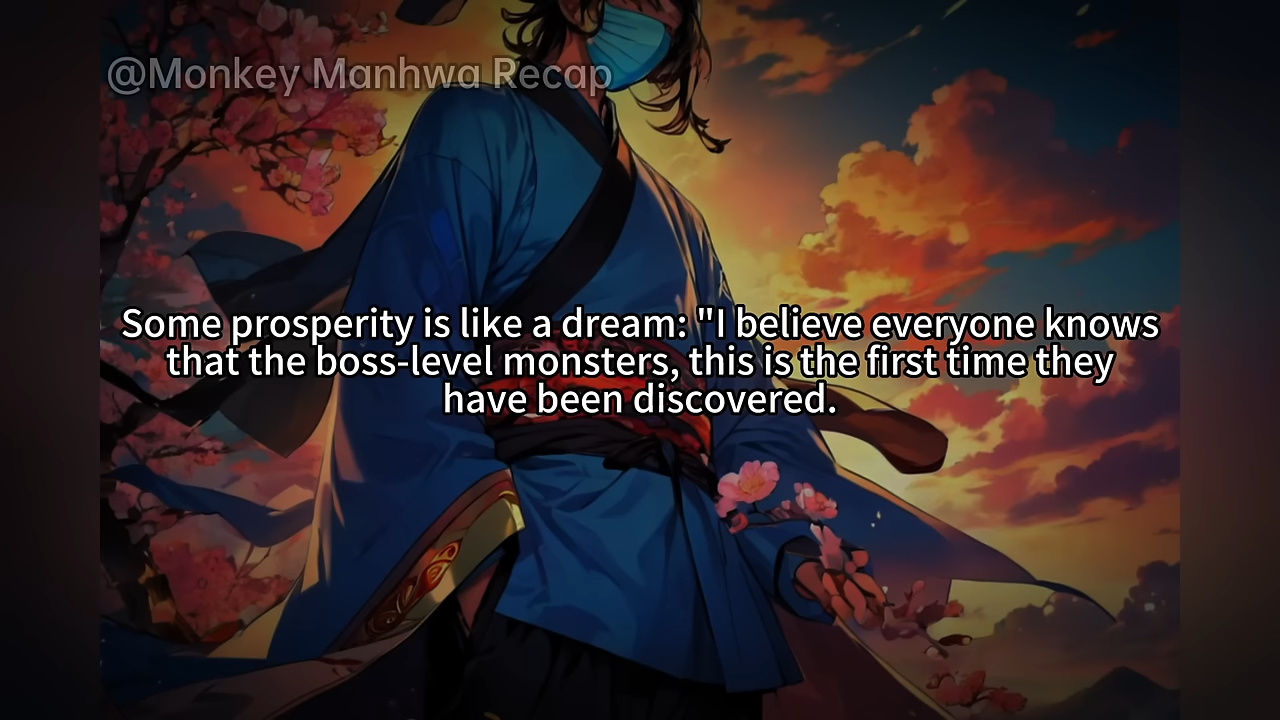 @Monkey Manhwa Recap
Some prosperity is like a dream: "I believe everyone knows
that the boss-level monsters, this is the first time they
have been discovered.